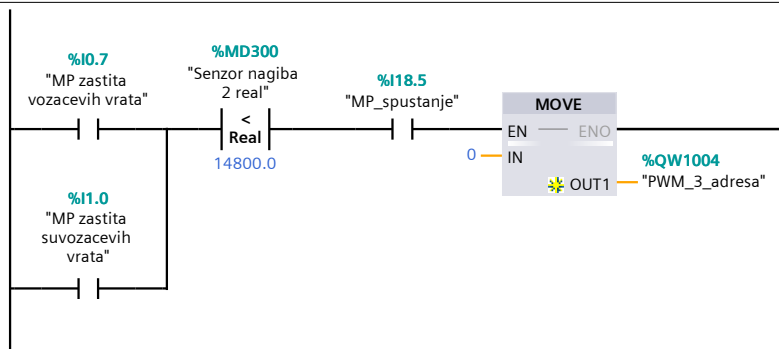 %I0.7
"MP zastita
vozacevih vrata"
%MD300
"Senzor nagiba
2 real"
<
Real
14800.0
%I18.5
"MP_spustanje"
MOVE
EN
ENO
0
IN
OUT1
%QW1004
"PWM_3_adresa"
%I1.0
"MP zastita
suvozacevih
vrata"